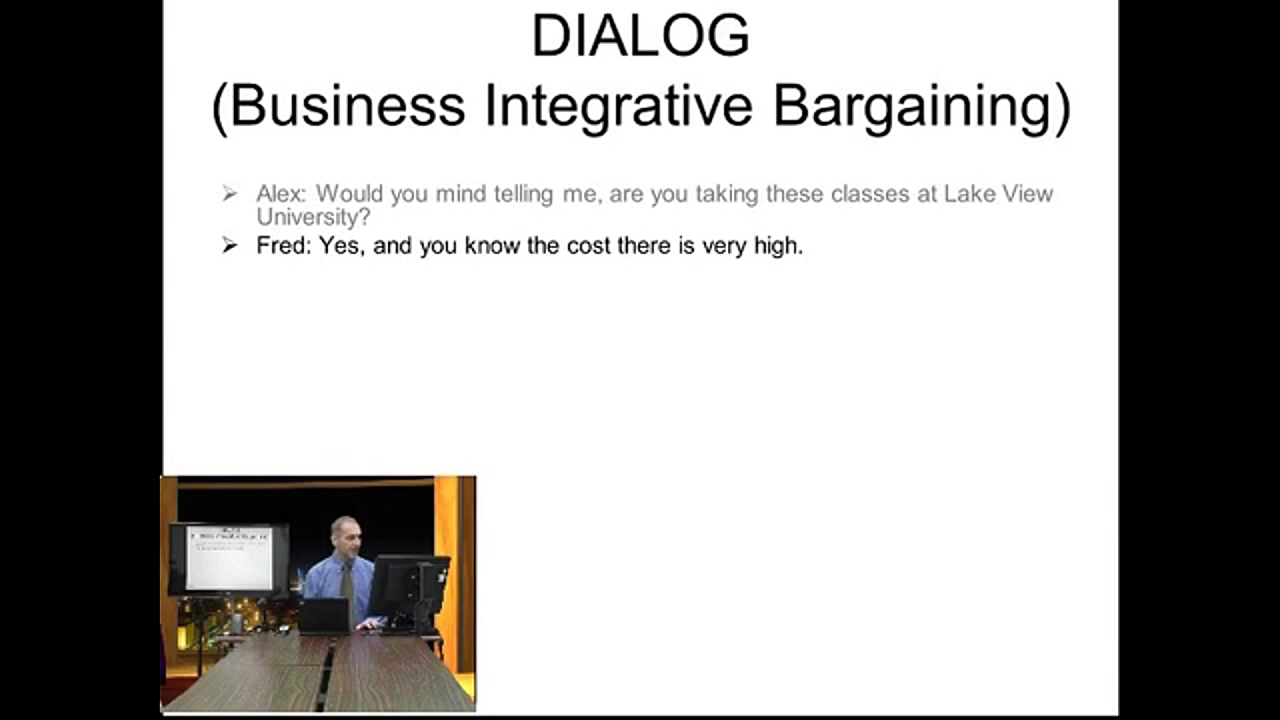 DIALOG
(Business Integrative Bargaining)
Alex: Would you mind telling me, are you taking these classes at Lake View
University?
Fred: Yes, and you know the cost there is very high.